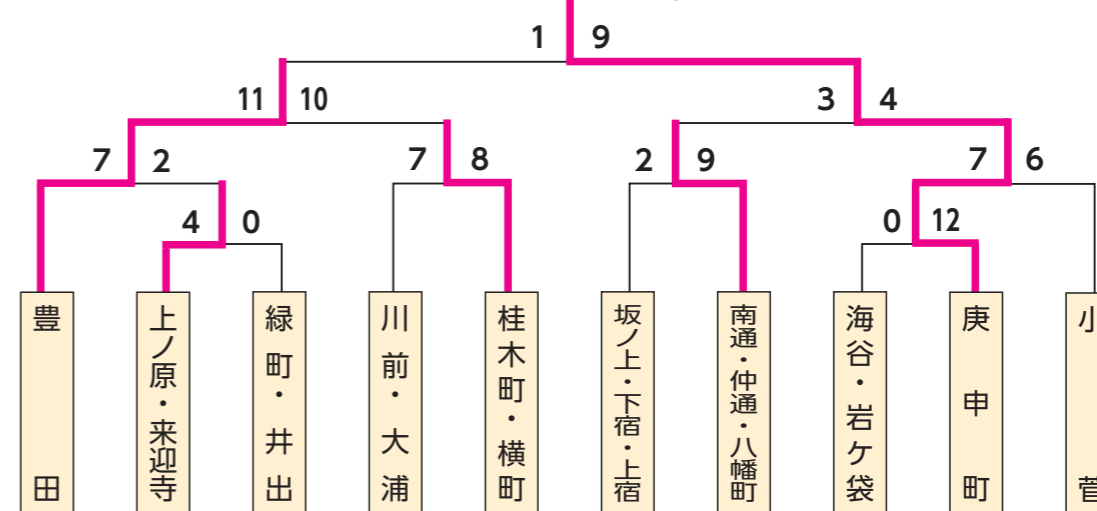 1 9
11 10 3 4
7 2 7 8 2 9 7 6
4 0 0 12
豊田
上ノ原・来迎寺
緑町・井出
川前・大浦
桂木町・横町
坂ノ上・下宿・上宿
南通・仲通・八幡町
海谷・岩ケ袋
庚申町
小菅